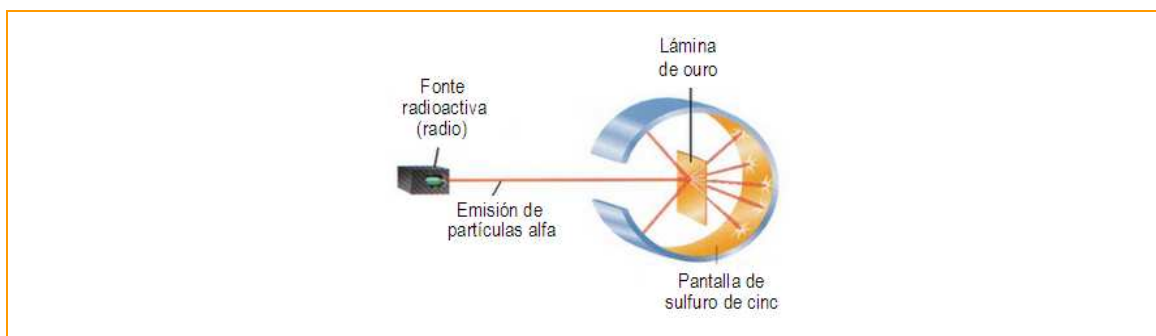 Lámina
de ouro
Fonte
radioactiva
(radio)
Emisión de
partículas alfa
Pantalla de
sulfuro de cinc